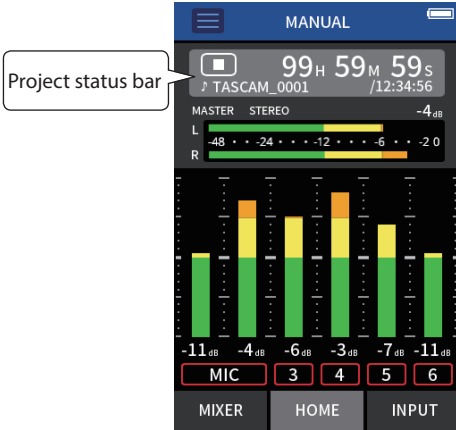 MANUAL
Project status bar
99H 59M 59s
♪ TASCAM_0001 /12:34:56
MASTER STEREO -4dB
L
-48 · · -24 · · · -12 · · · -6 · · -2 0
R
-11dB -4dB -6dB -3dB -7dB -11dB
MIC 3 4 5 6
MIXER HOME INPUT